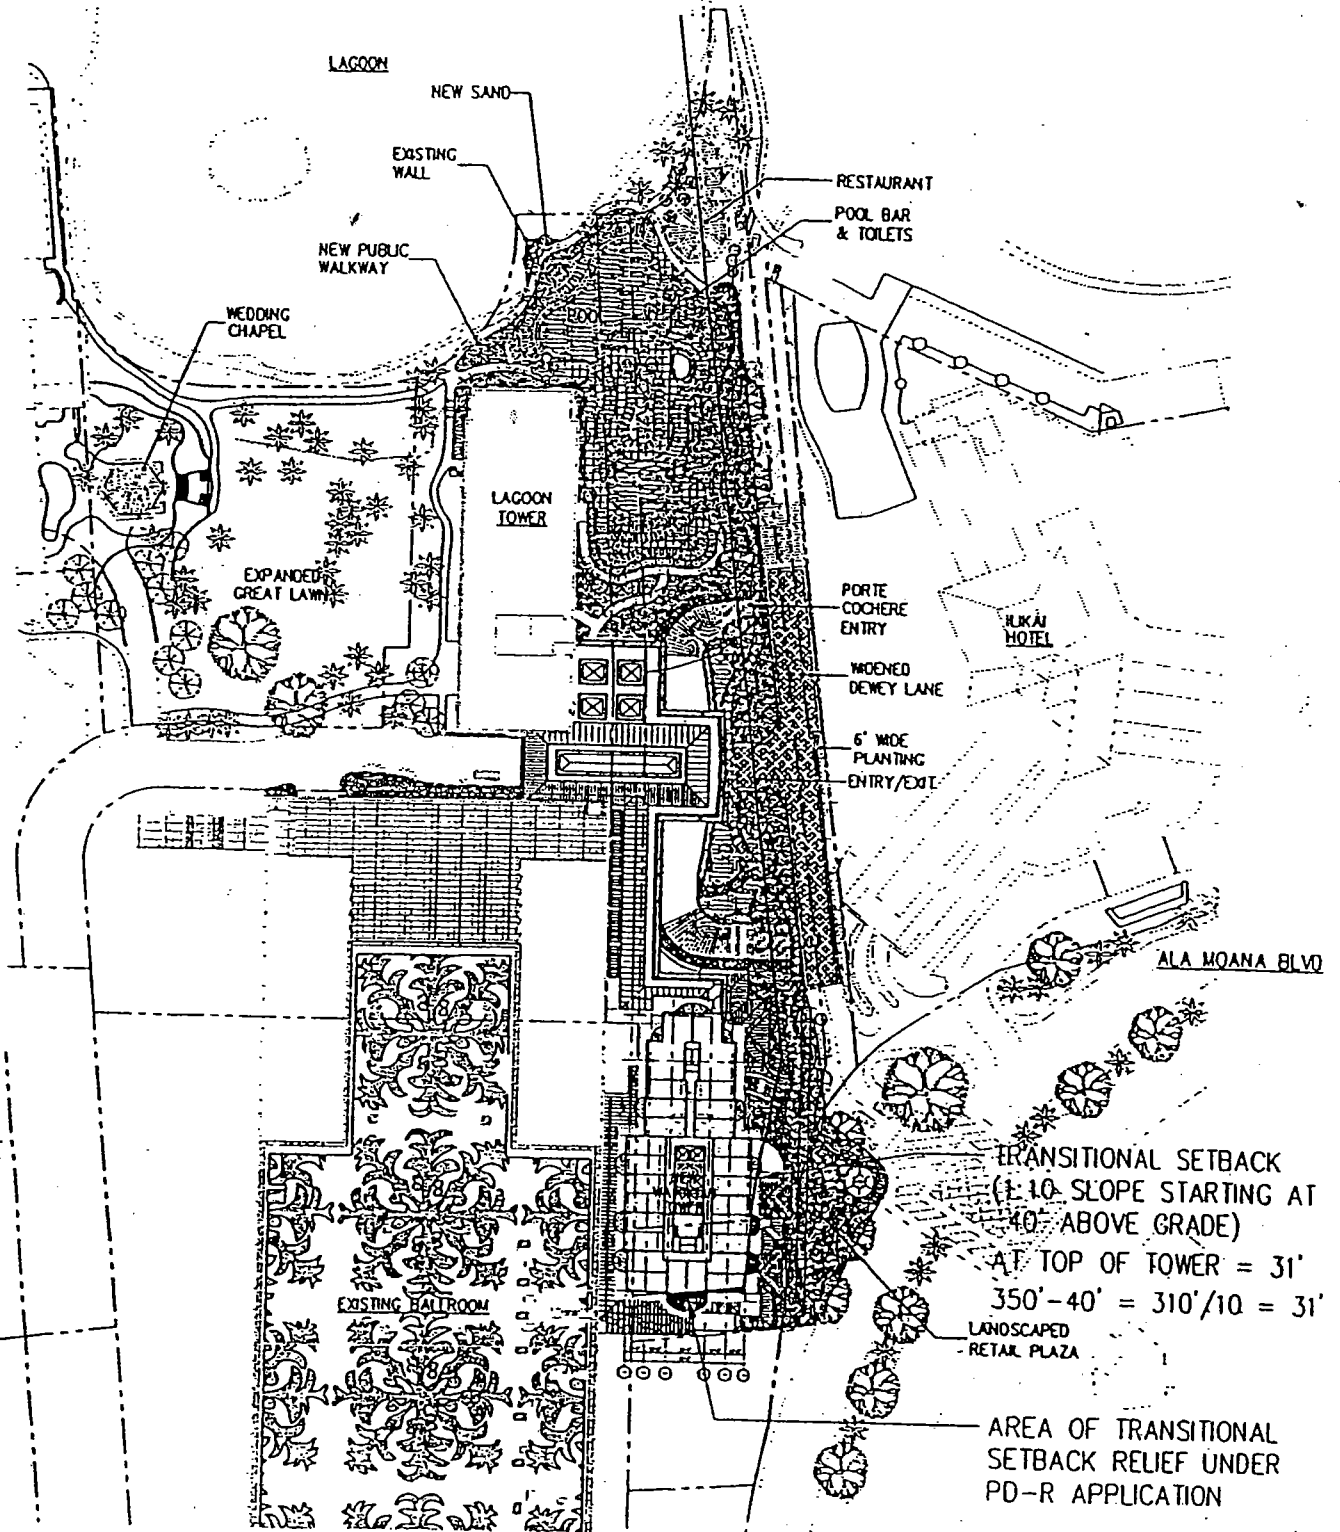 LAGOON
NEW SAND
EXISTING
WALL
RESTAURANT
POOL BAR
& TOILETS
NEW PUBLIC
WALKWAY
WEDDING
CHAPEL
LAGOON
TOWER
EXPANDED
GREAT LAWN
PORTE
COCHERE
ENTRY
ILIKAI
HOTEL
WIDENED
DEWEY LANE
6' WIDE
PLANTING
ENTRY/EXIT
ALA MOANA BLVD
TRANSITIONAL SETBACK
(1:10 SLOPE STARTING AT
40' ABOVE GRADE)
AT TOP OF TOWER = 31'
350'-40' = 310'/10 = 31'
EXISTING BALLROOM
LANDSCAPED
RETAIL PLAZA
AREA OF TRANSITIONAL
SETBACK RELIEF UNDER
PD-R APPLICATION